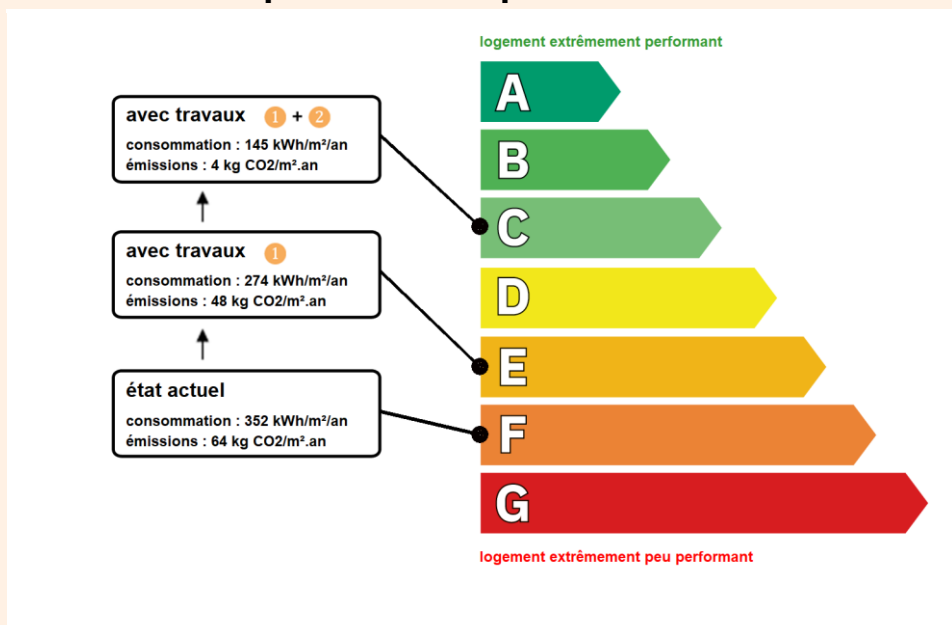 logement extrêmement performant
avec travaux 1 + 2
consommation : 145 kWh/m²/an
émissions : 4 kg CO2/m².an
avec travaux 1
consommation : 274 kWh/m²/an
émissions : 48 kg CO2/m².an
état actuel
consommation : 352 kWh/m²/an
émissions : 64 kg CO2/m².an
A
B
C
D
E
F
G
logement extrêmement peu performant